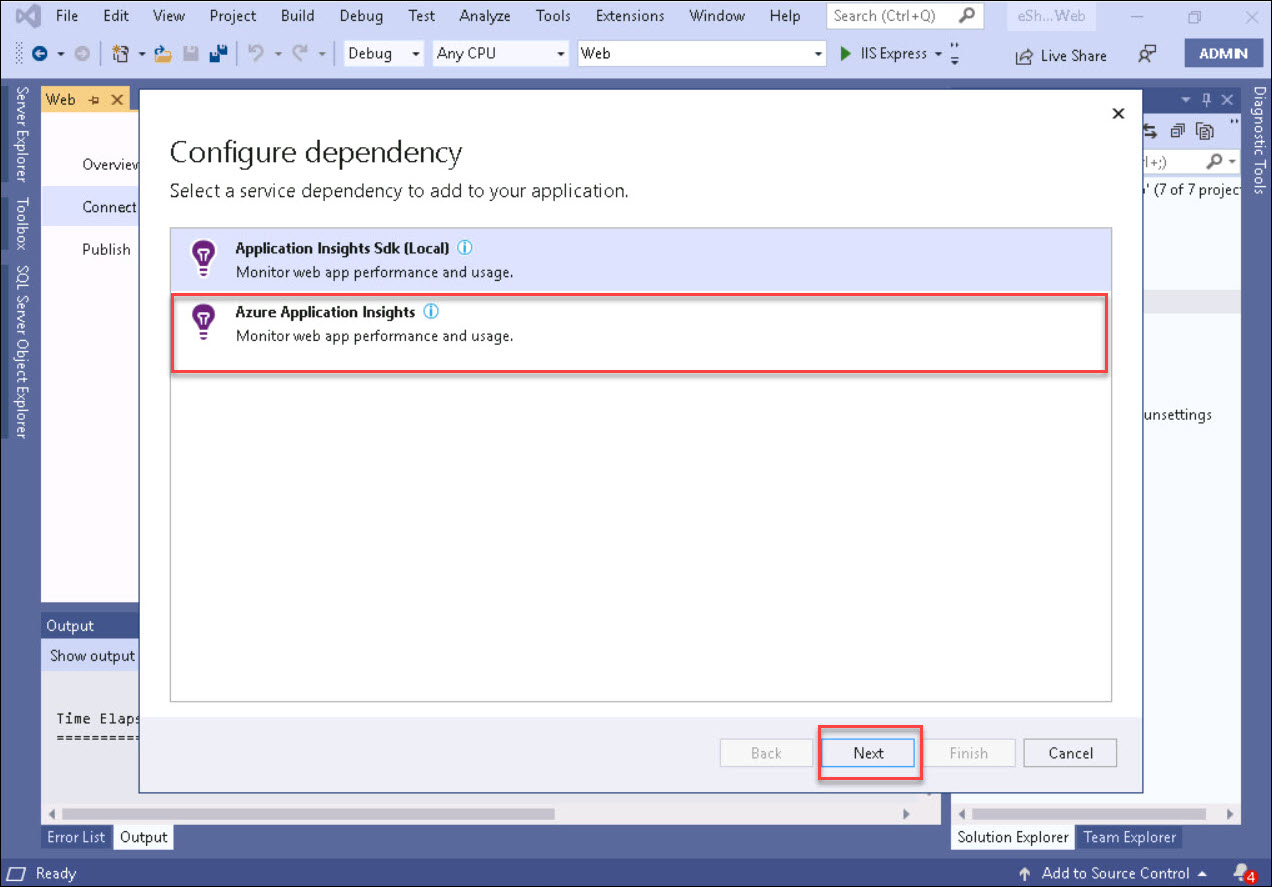 File Edit View Project Build Debug Test Analyze Tools Extensions Window Help Search (Ctrl+Q) eSh...Web
Debug Any CPU Web IIS Express Live Share ADMIN
Server Explorer
Toolbox
SQL Server Object Explorer
Web
Overview
Connect
Publish
Configure dependency
Select a service dependency to add to your application.
Application Insights Sdk (Local)
Monitor web app performance and usage.
Azure Application Insights
Monitor web app performance and usage.
Back Next Finish Cancel
l+;)
' (7 of 7 project
unsettings
Diagnostic Tools
Output
Show output
Time Elaps
==========
Error List Output
Solution Explorer Team Explorer
Ready Add to Source Control 4